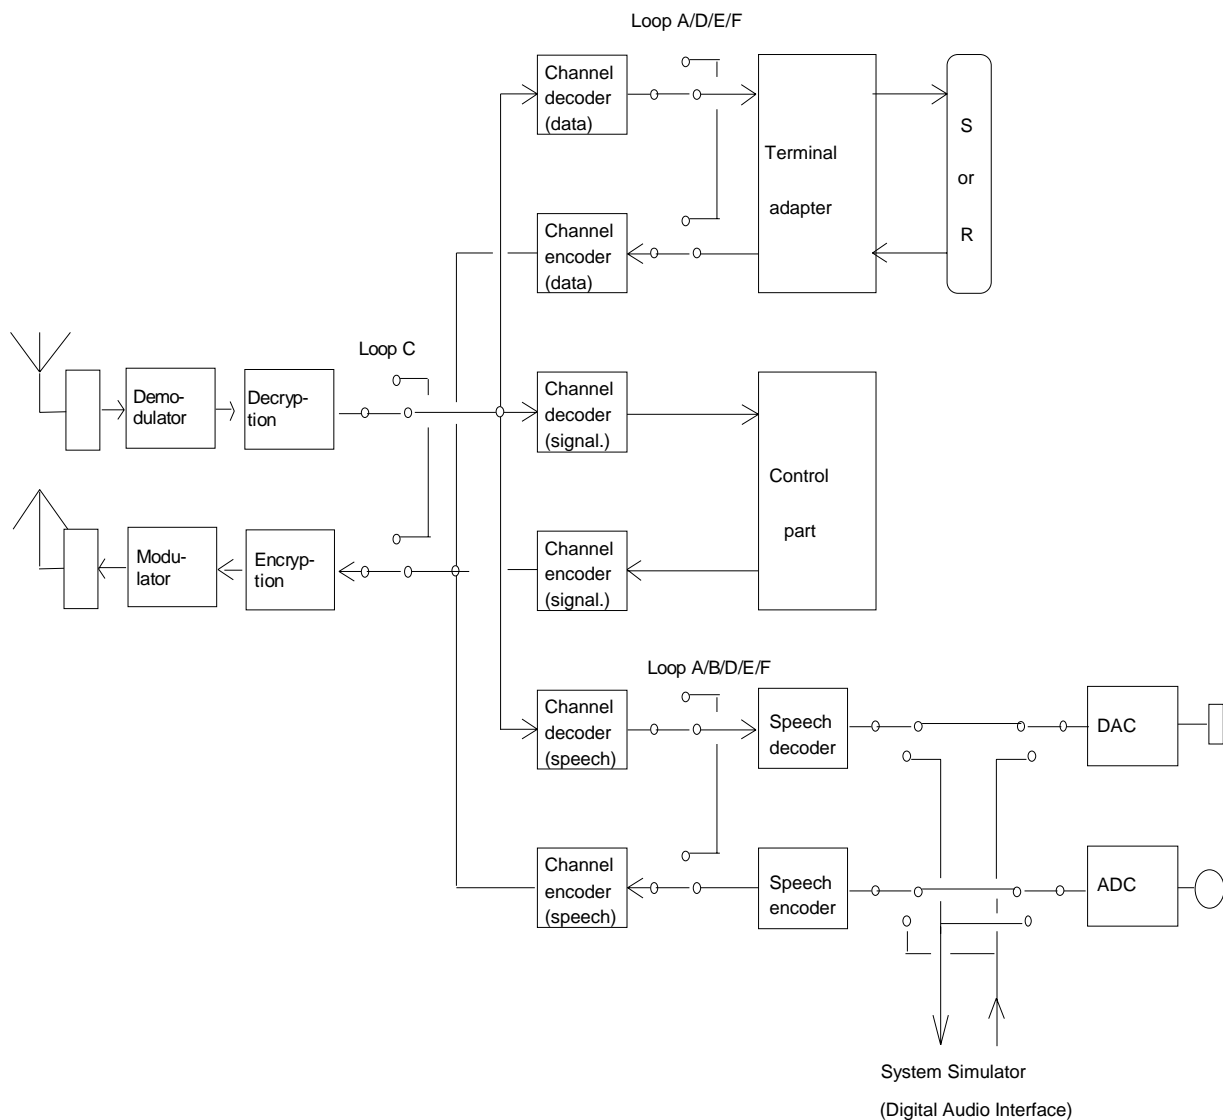 Loop A/D/E/F
Channel
decoder
(data)
Terminal
adapter
S
or
R
Channel
encoder
(data)
Loop C
Demo-
dulator
Decryp-
tion
Channel
decoder
(signal.)
Control
part
Modu-
lator
Encryp-
tion
Channel
encoder
(signal.)
Loop A/B/D/E/F
Channel
decoder
(speech)
Speech
decoder
DAC
Channel
encoder
(speech)
Speech
encoder
ADC
System Simulator
(Digital Audio Interface)